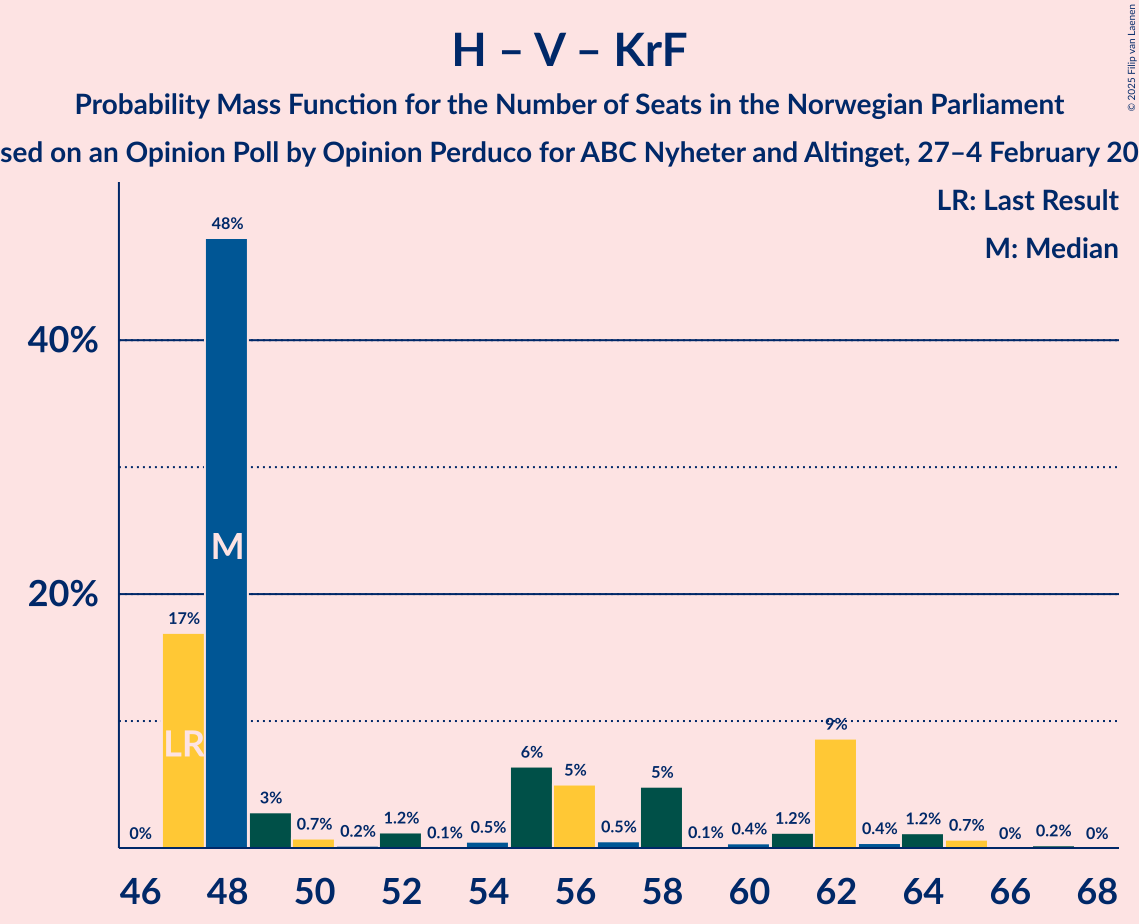 H – V – KrF
Probability Mass Function for the Number of Seats in the Norwegian Parliament
sed on an Opinion Poll by Opinion Perduco for ABC Nyheter and Altinget, 27–4 February 20
© 2025 Filip van Laenen
LR: Last Result
M: Median
40%
20%
0% 17% 48% 3% 0.7% 0.2% 1.2% 0.1% 0.5% 6% 5% 0.5% 5% 0.1% 0.4% 1.2% 9% 0.4% 1.2% 0.7% 0% 0.2% 0%
LR M
46 48 50 52 54 56 58 60 62 64 66 68